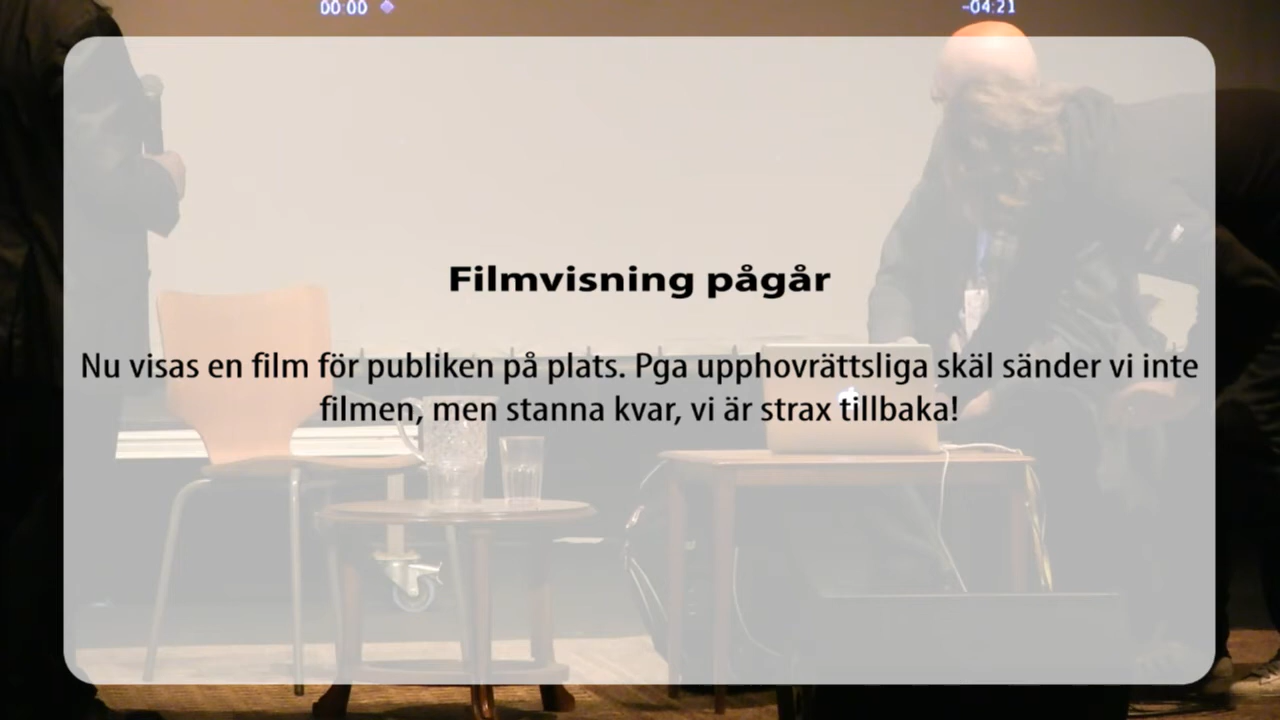 00:00 -04:21
Filmvisning pågår
Nu visas en film för publiken på plats. Pga upphovrättsliga skäl sänder vi inte
filmen, men stanna kvar, vi är strax tillbaka!